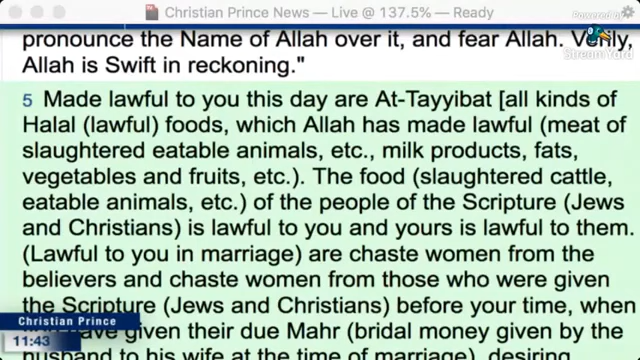 Christian Prince News — Live @ 137.5% — Ready
Powered by
StreamYard
pronounce the Name of Allah over it, and fear Allah. Verily,
Allah is Swift in reckoning."
5 Made lawful to you this day are At-Tayyibat [all kinds of
Halal (lawful) foods, which Allah has made lawful (meat of
slaughtered eatable animals, etc., milk products, fats,
vegetables and fruits, etc.). The food (slaughtered cattle,
eatable animals, etc.) of the people of the Scripture (Jews
and Christians) is lawful to you and yours is lawful to them.
(Lawful to you in marriage) are chaste women from the
believers and chaste women from those who were given
the Scripture (Jews and Christians) before your time, when
given their due Mahr (bridal money given by the
husband to his wife at the time of marriage), desiring
Christian Prince
11:43